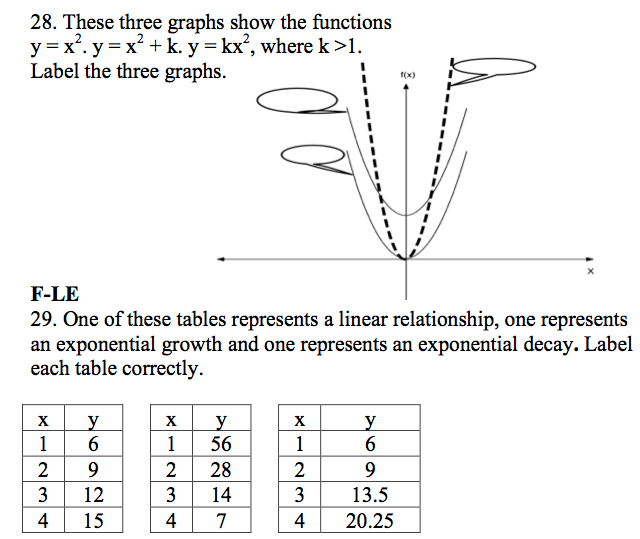 28. These three graphs show the functions
y = x². y = x² + k. y = kx², where k >1.
Label the three graphs.
f(x)
x
F-LE
29. One of these tables represents a linear relationship, one represents
an exponential growth and one represents an exponential decay. Label
each table correctly.
x y x y x y
1 6 1 56 1 6
2 9 2 28 2 9
3 12 3 14 3 13.5
4 15 4 7 4 20.25